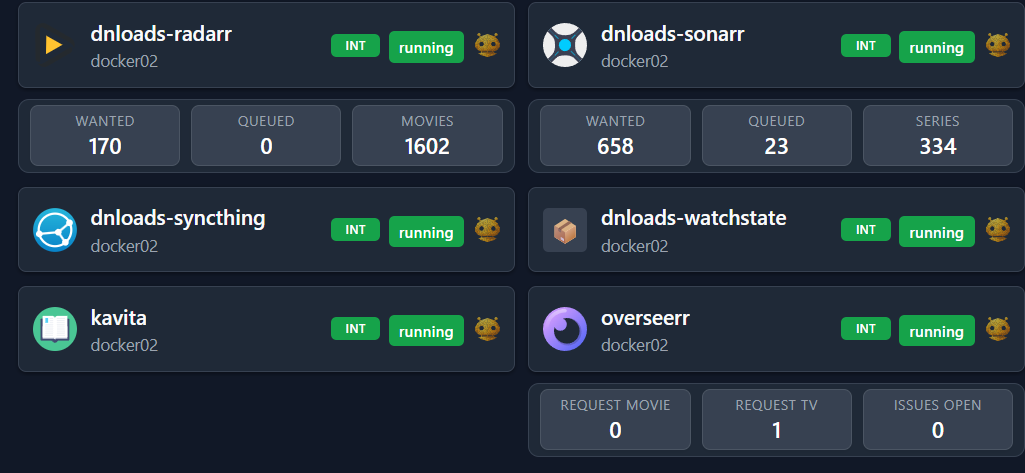 dnloads-radarr
docker02
INT
running
dnloads-sonarr
docker02
INT
running
WANTED
170
QUEUED
0
MOVIES
1602
WANTED
658
QUEUED
23
SERIES
334
dnloads-syncthing
docker02
INT
running
dnloads-watchstate
docker02
INT
running
kavita
docker02
INT
running
overseerr
docker02
INT
running
REQUEST MOVIE
0
REQUEST TV
1
ISSUES OPEN
0